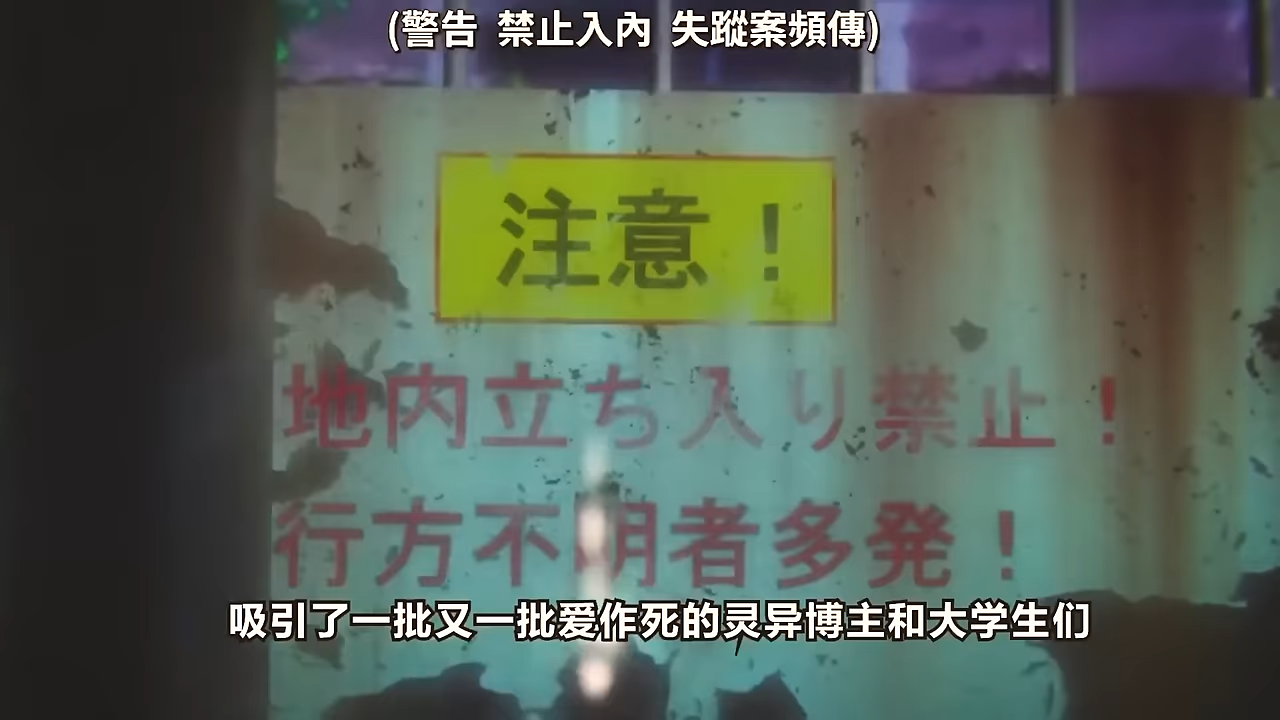 (警告 禁止入內 失蹤案頻傳)
注意！
地内立ち入り禁止！
行方不明者多発！
吸引了一批又一批爱作死的灵异博主和大学生们